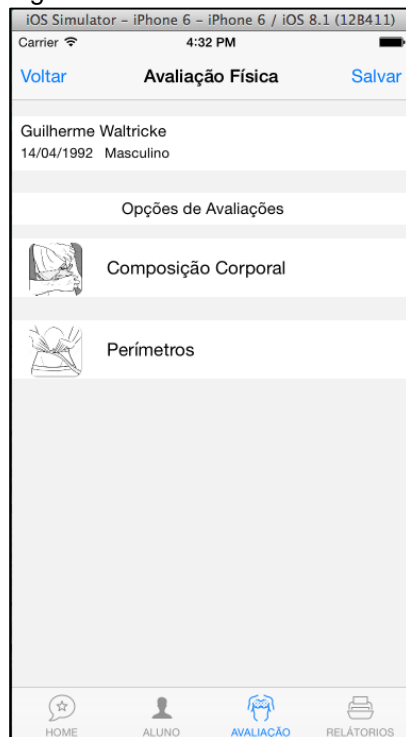 iOS Simulator – iPhone 6 – iPhone 6 / iOS 8.1 (12B411)
Carrier 4:32 PM
Voltar Avaliação Física Salvar
Guilherme Waltricke
14/04/1992 Masculino
Opções de Avaliações
Composição Corporal
Perímetros
HOME ALUNO AVALIAÇÃO RELÁTORIOS